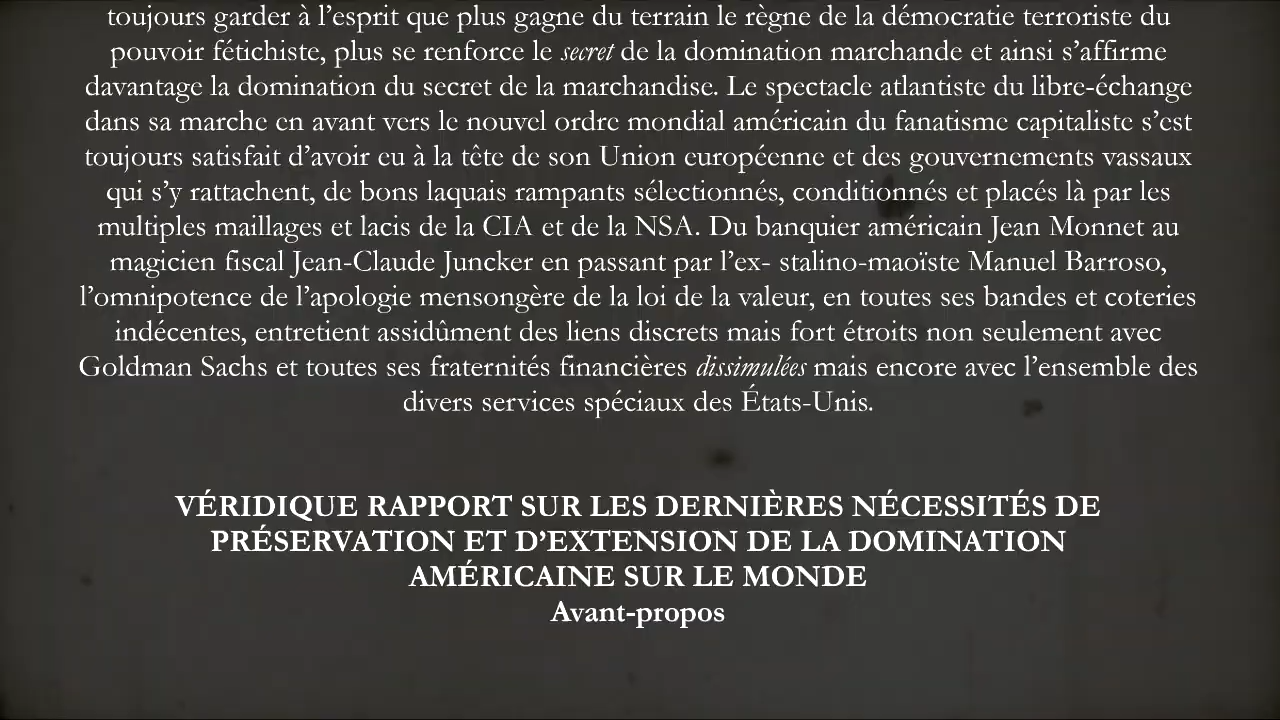 toujours garder à l’esprit que plus gagne du terrain le règne de la démocratie terroriste du
pouvoir fétichiste, plus se renforce le secret de la domination marchande et ainsi s’affirme
davantage la domination du secret de la marchandise. Le spectacle atlantiste du libre-échange
dans sa marche en avant vers le nouvel ordre mondial américain du fanatisme capitaliste s’est
toujours satisfait d’avoir eu à la tête de son Union européenne et des gouvernements vassaux
qui s’y rattachent, de bons laquais rampants sélectionnés, conditionnés et placés là par les
multiples maillages et lacis de la CIA et de la NSA. Du banquier américain Jean Monnet au
magicien fiscal Jean-Claude Juncker en passant par l’ex- stalino-maoïste Manuel Barroso,
l’omnipotence de l’apologie mensongère de la loi de la valeur, en toutes ses bandes et coteries
indécentes, entretient assidûment des liens discrets mais fort étroits non seulement avec
Goldman Sachs et toutes ses fraternités financières dissimulées mais encore avec l’ensemble des
divers services spéciaux des États-Unis.
VÉRIDIQUE RAPPORT SUR LES DERNIÈRES NÉCESSITÉS DE
PRÉSERVATION ET D’EXTENSION DE LA DOMINATION
AMÉRICAINE SUR LE MONDE
Avant-propos